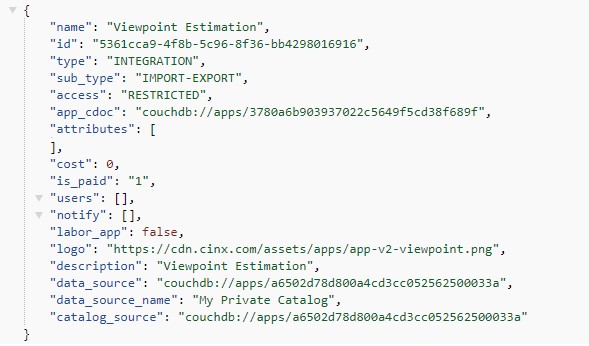 {
"name": "Viewpoint Estimation",
"id": "5361cca9-4f8b-5c96-8f36-bb4298016916",
"type": "INTEGRATION",
"sub_type": "IMPORT-EXPORT",
"access": "RESTRICTED",
"app_cdoc": "couchdb://apps/3780a6b903937022c5649f5cd38f689f",
"attributes": [
],
"cost": 0,
"is_paid": "1",
"users": [],
"notify": [],
"labor_app": false,
"logo": "https://cdn.cinx.com/assets/apps/app-v2-viewpoint.png",
"description": "Viewpoint Estimation",
"data_source": "couchdb://apps/a6502d78d800a4cd3cc052562500033a",
"data_source_name": "My Private Catalog",
"catalog_source": "couchdb://apps/a6502d78d800a4cd3cc052562500033a"
}